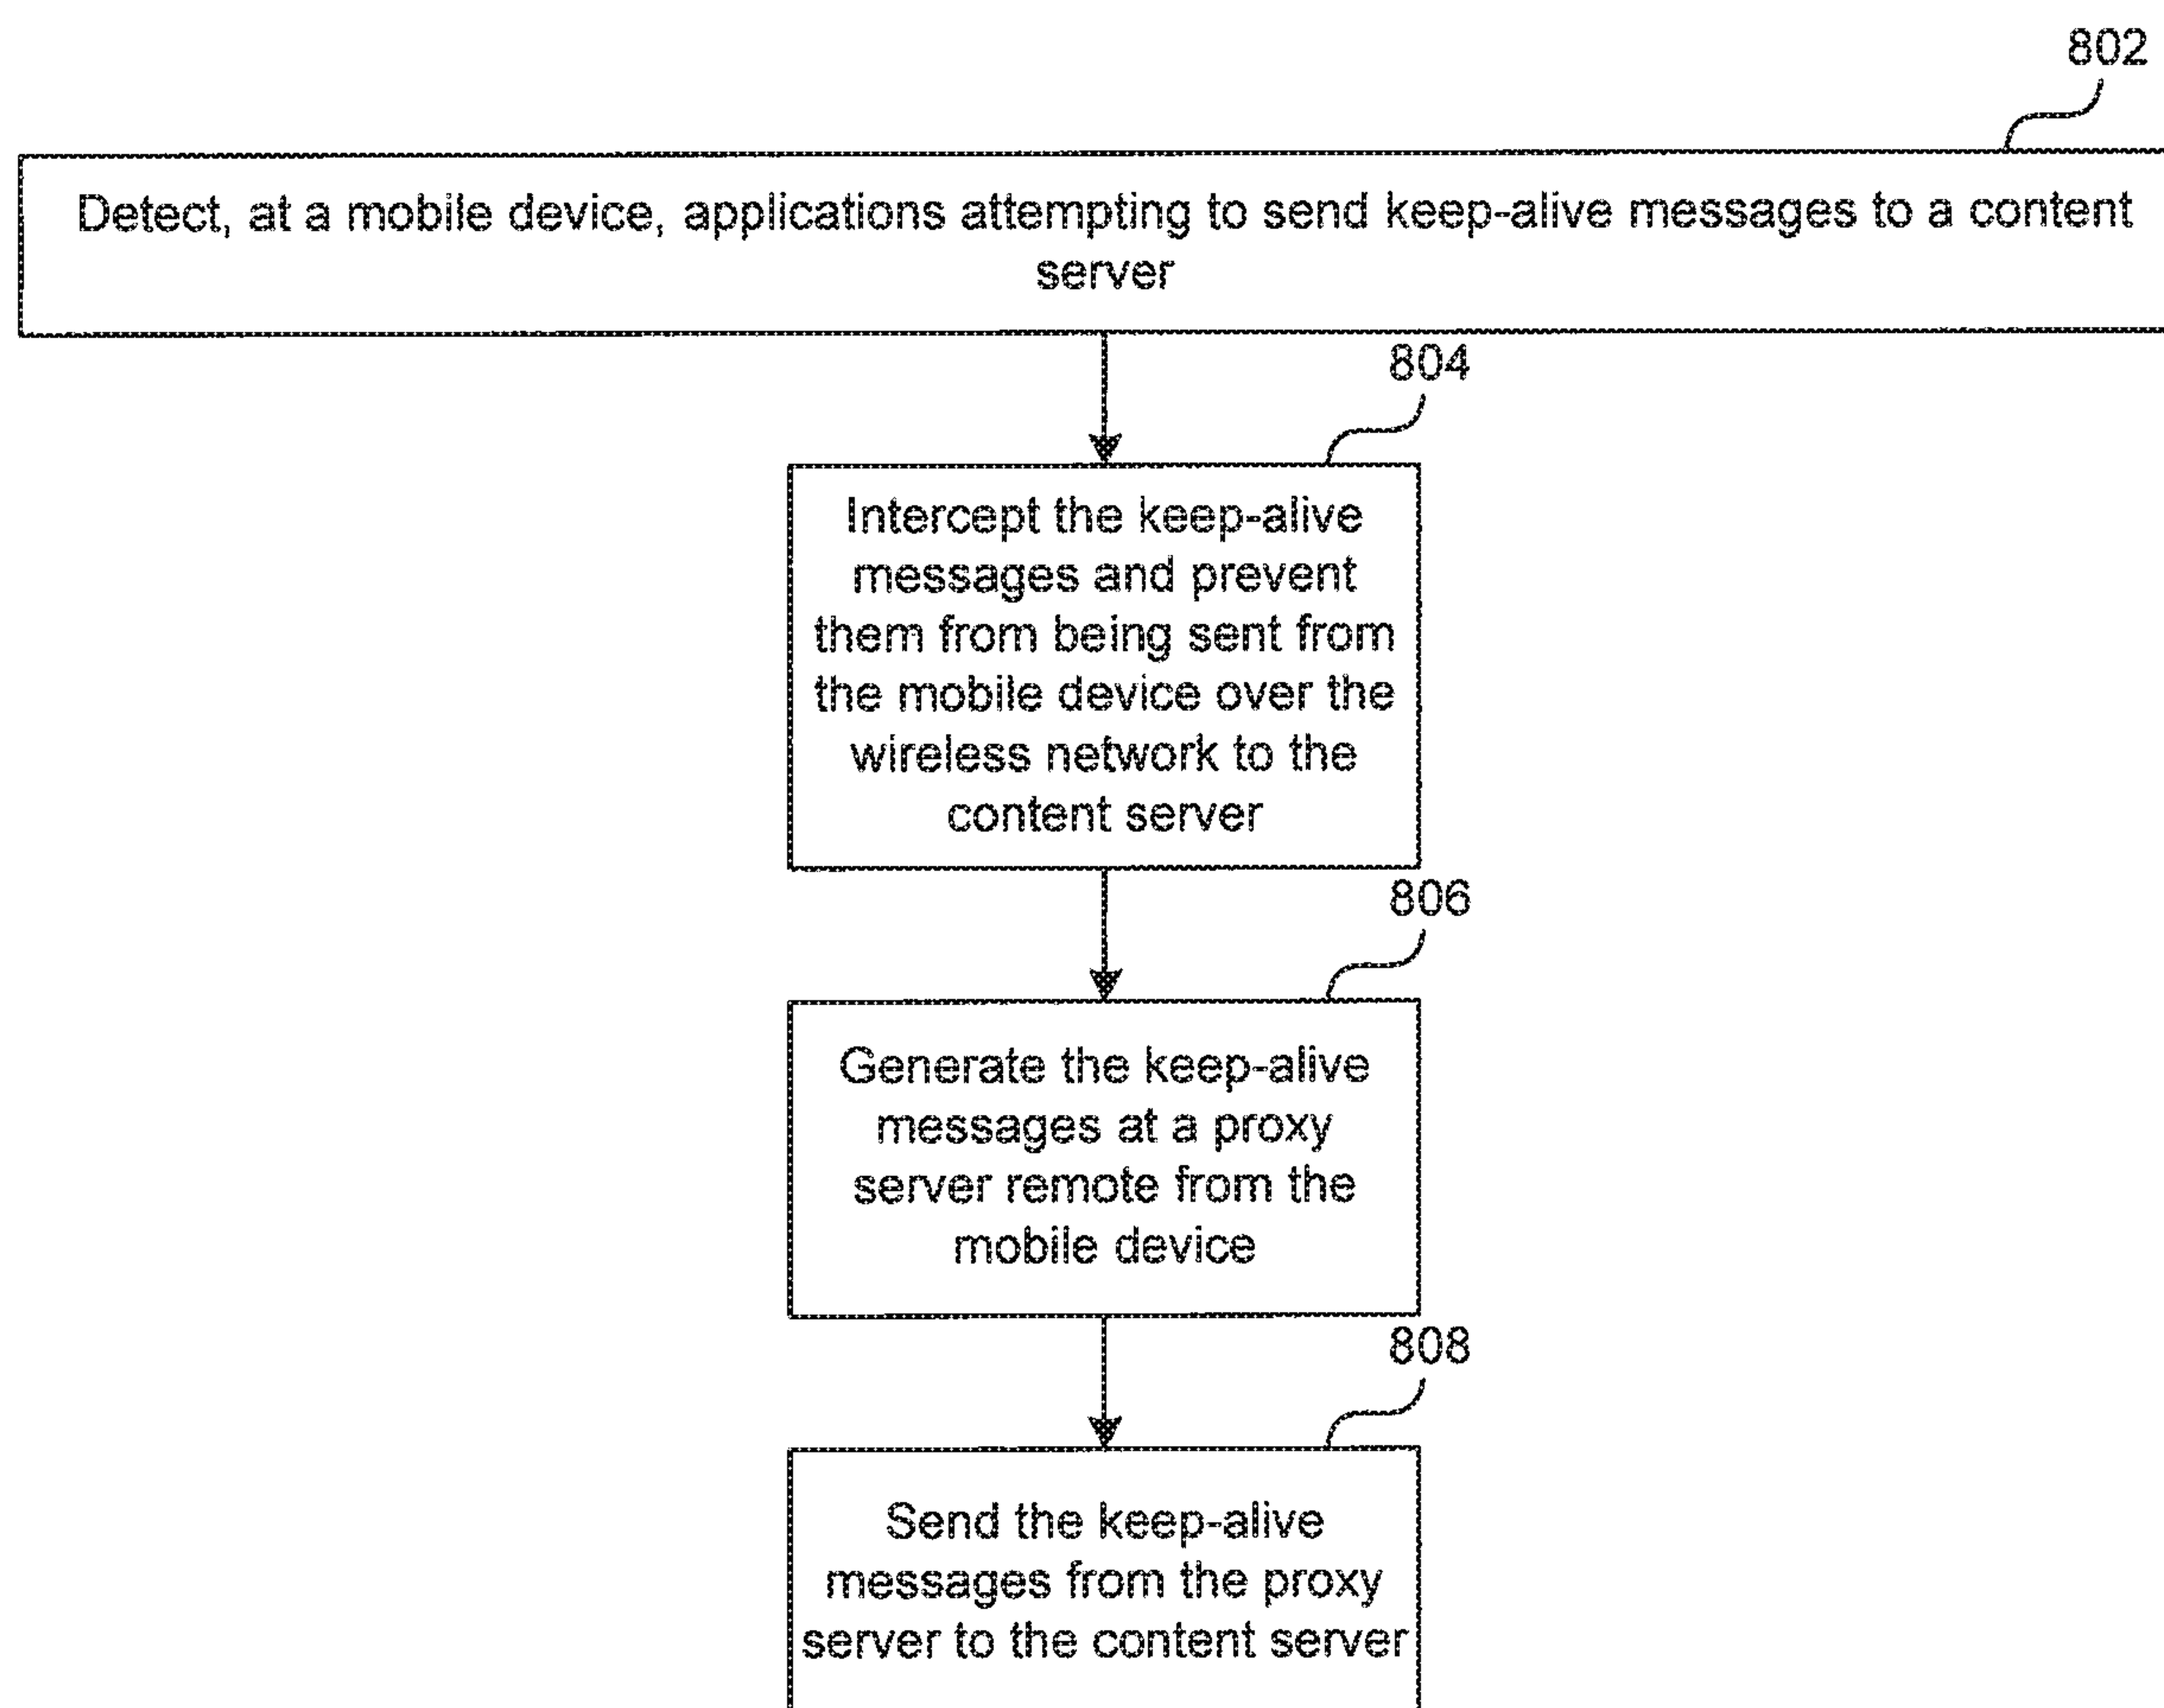 802
Detect, at a mobile device, applications attempting to send keep-alive messages to a content
server
804
Intercept the keep-alive
messages and prevent
them from being sent from
the mobile device over the
wireless network to the
content server
806
Generate the keep-alive
messages at a proxy
server remote from the
mobile device
808
Send the keep-alive
messages from the proxy
server to the content server